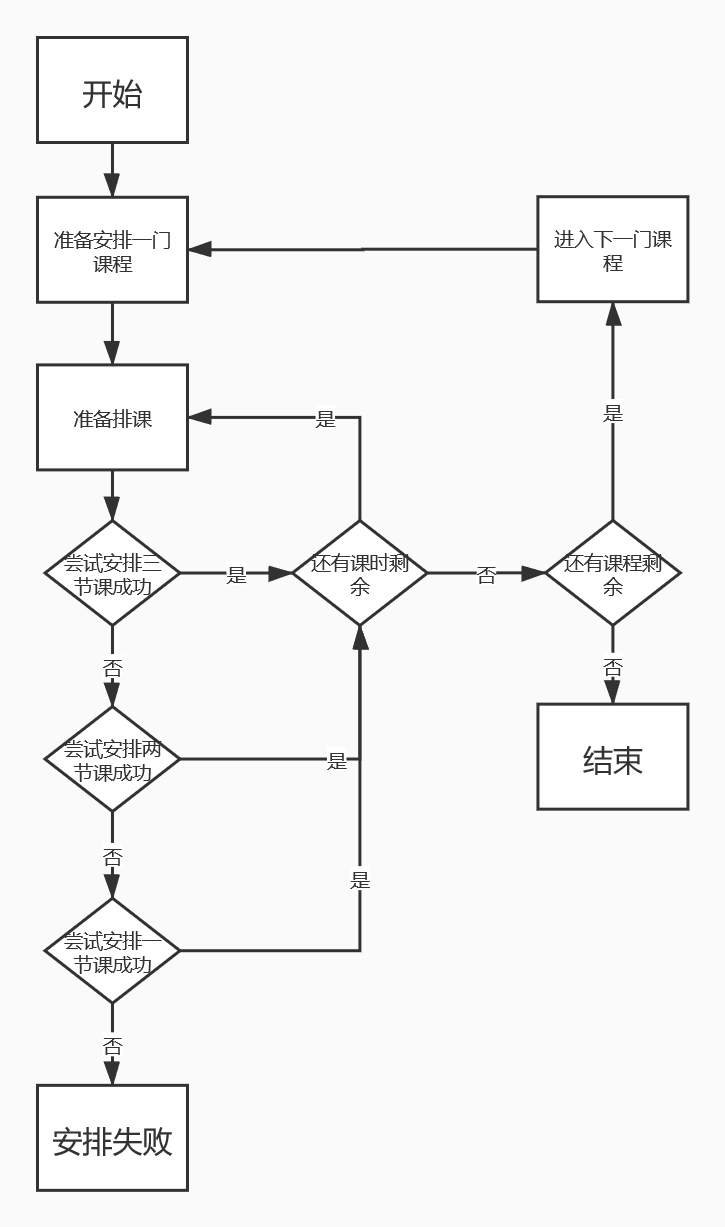 开始
准备安排一门
课程
进入下一门课
程
准备排课
是
是
尝试安排三
节课成功
是
还有课时剩
余
否
还有课程剩
余
否
否
尝试安排两
节课成功
是
结束
否
是
尝试安排一
节课成功
否
安排失败